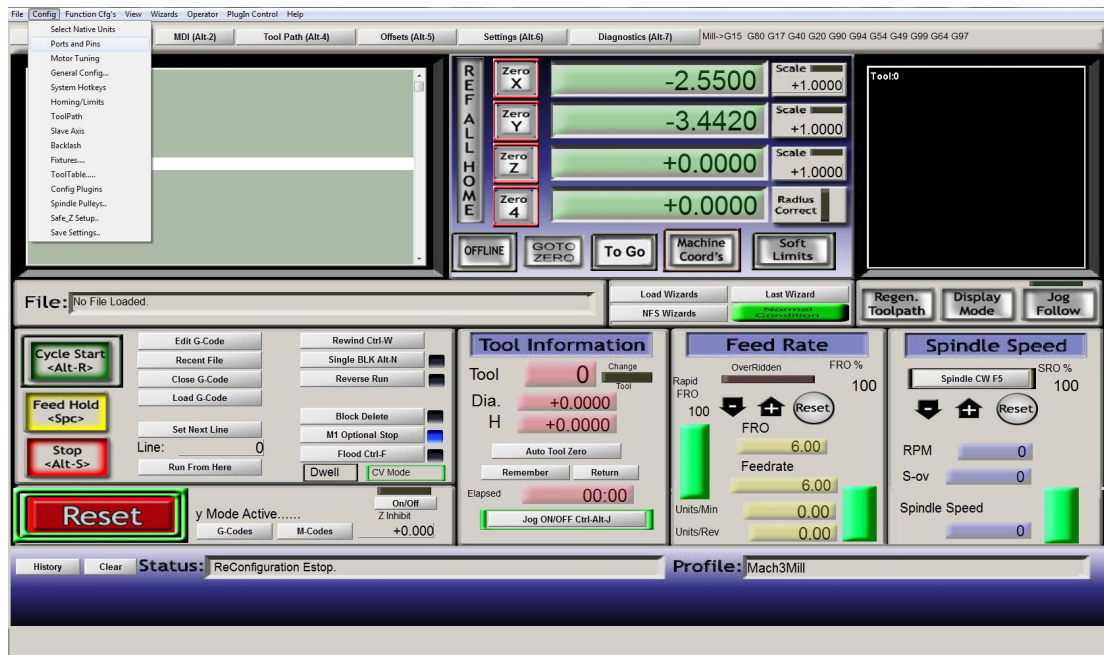 File Config Function Cfg's View Wizards Operator PlugIn Control Help
Select Native Units
Ports and Pins
Motor Tuning
General Config...
System Hotkeys
Homing/Limits
ToolPath
Slave Axis
Backlash
Fixtures....
ToolTable.....
Config Plugins
Spindle Pulleys..
Safe_Z Setup..
Save Settings..
MDI (Alt-2) Tool Path (Alt-4) Offsets (Alt-5) Settings (Alt-6) Diagnostics (Alt-7) Mill->G15 G80 G17 G40 G20 G90 G94 G54 G49 G99 G64 G97
REF ALL HOME
Zero X -2.5500 Scale +1.0000
Zero Y -3.4420 Scale +1.0000
Zero Z +0.0000 Scale +1.0000
Zero 4 +0.0000 Radius Correct
OFFLINE GOTO ZERO To Go Machine Coord's Soft Limits
Tool:0
File: No File Loaded.
Load Wizards Last Wizard
NFS Wizards Normal Condition
Regen. Toolpath Display Mode Jog Follow
Cycle Start <Alt-R>
Feed Hold <Spc>
Stop <Alt-S>
Edit G-Code
Recent File
Close G-Code
Load G-Code
Set Next Line
Line: 0
Run From Here
Rewind Ctrl-W
Single BLK Alt-N
Reverse Run
Block Delete
M1 Optional Stop
Flood Ctrl-F
Dwell CV Mode
Reset
y Mode Active......
G-Codes M-Codes
On/Off
Z Inhibit
+0.000
Tool Information
Tool 0 Change Tool
Dia. +0.0000
H +0.0000
Auto Tool Zero
Remember Return
Elapsed 00:00
Jog ON/OFF Ctrl-Alt-J
Feed Rate
OverRidden FRO %
100
Rapid FRO
100
Reset
FRO
6.00
Feedrate
6.00
Units/Min 0.00
Units/Rev 0.00
Spindle Speed
Spindle CW F5
SRO %
100
Reset
RPM 0
S-ov 0
Spindle Speed
0
History Clear Status: ReConfiguration Estop.
Profile: Mach3Mill